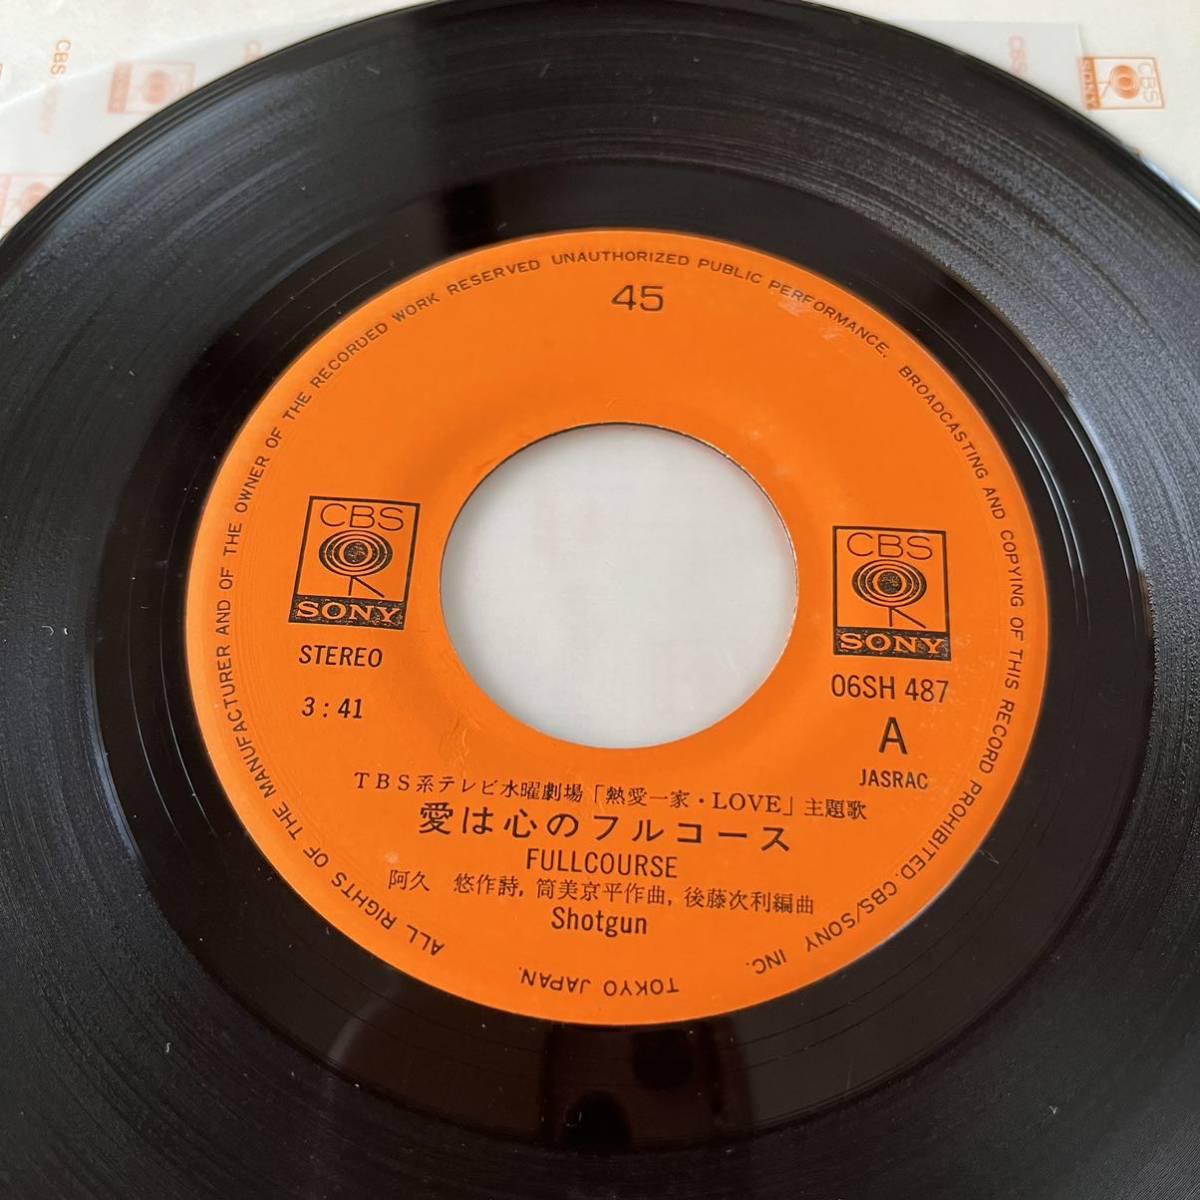 45
ALL RIGHTS OF THE MANUFACTURER AND OF THE OWNER OF THE RECORDED WORK RESERVED UNAUTHORIZED PUBLIC PERFORMANCE. BROADCASTING AND COPYING OF THIS RECORD PROHIBITED. CBS/SONY INC.
TOKYO JAPAN.
CBS
SONY
STEREO
3:41
CBS
SONY
06SH 487
A
JASRAC
TBS系テレビ水曜劇場「熱愛一家・LOVE」主題歌
愛は心のフルコース
FULLCOURSE
阿久 悠作詩, 筒美京平作曲, 後藤次利編曲
Shotgun
CBS
SONY
CBS